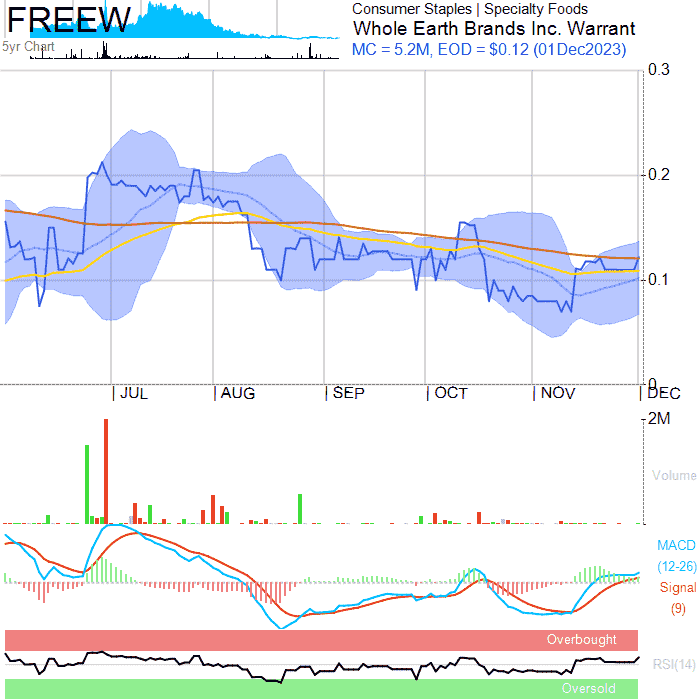 FREEW
5yr Chart
Consumer Staples | Specialty Foods
Whole Earth Brands Inc. Warrant
MC = 5.2M, EOD = $0.12 (01Dec2023)
0.3
0.2
0.1
0
JUL AUG SEP OCT NOV DEC
2M
Volume
MACD
(12-26)
Signal
(9)
Overbought
RSI(14)
Oversold